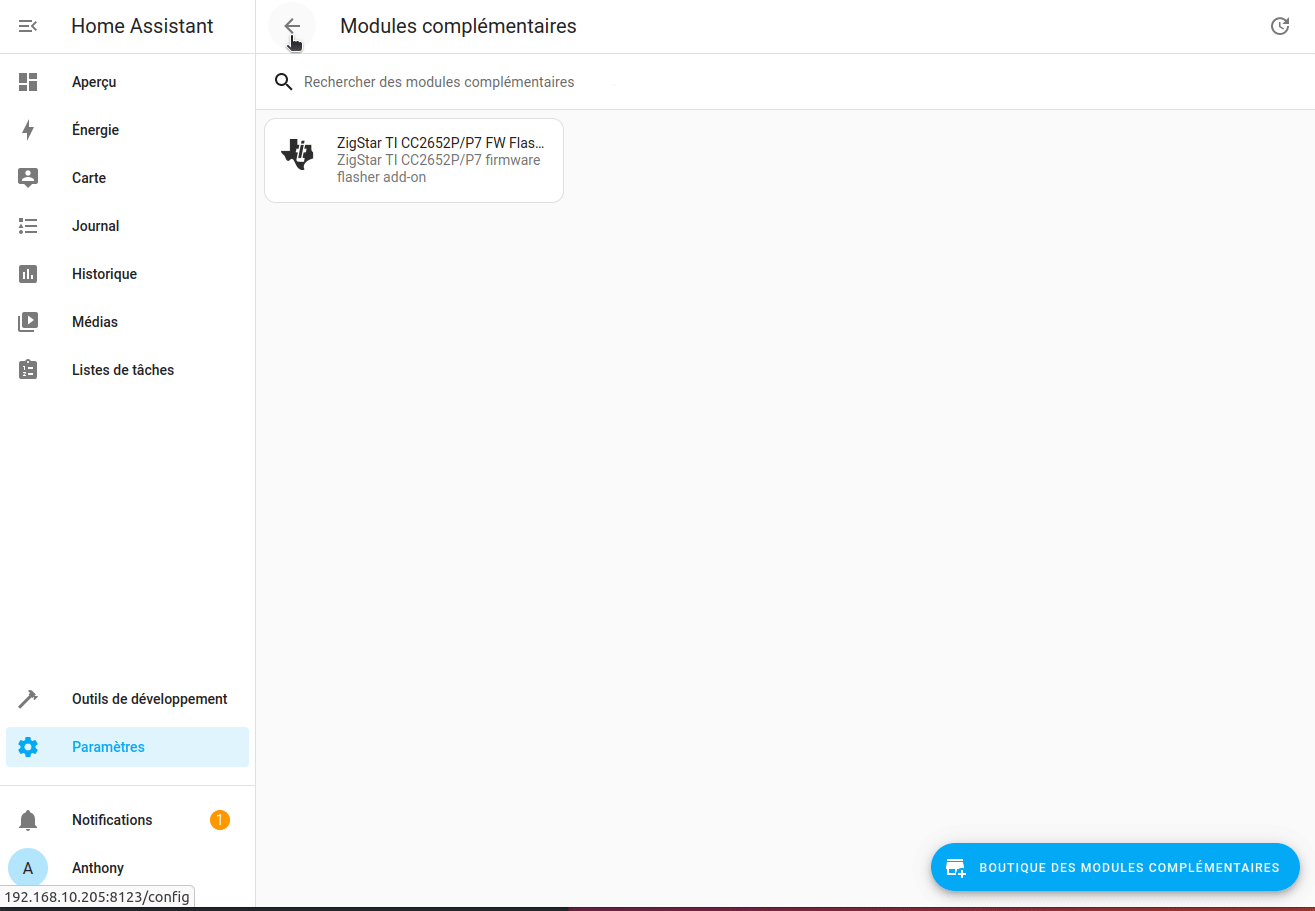 Home Assistant
Modules complémentaires
Rechercher des modules complémentaires
Aperçu
Énergie
Carte
Journal
Historique
Médias
Listes de tâches
ZigStar TI CC2652P/P7 FW Flas...
ZigStar TI CC2652P/P7 firmware
flasher add-on
Outils de développement
Paramètres
Notifications
1
A
Anthony
BOUTIQUE DES MODULES COMPLÉMENTAIRES
192.168.10.205:8123/config